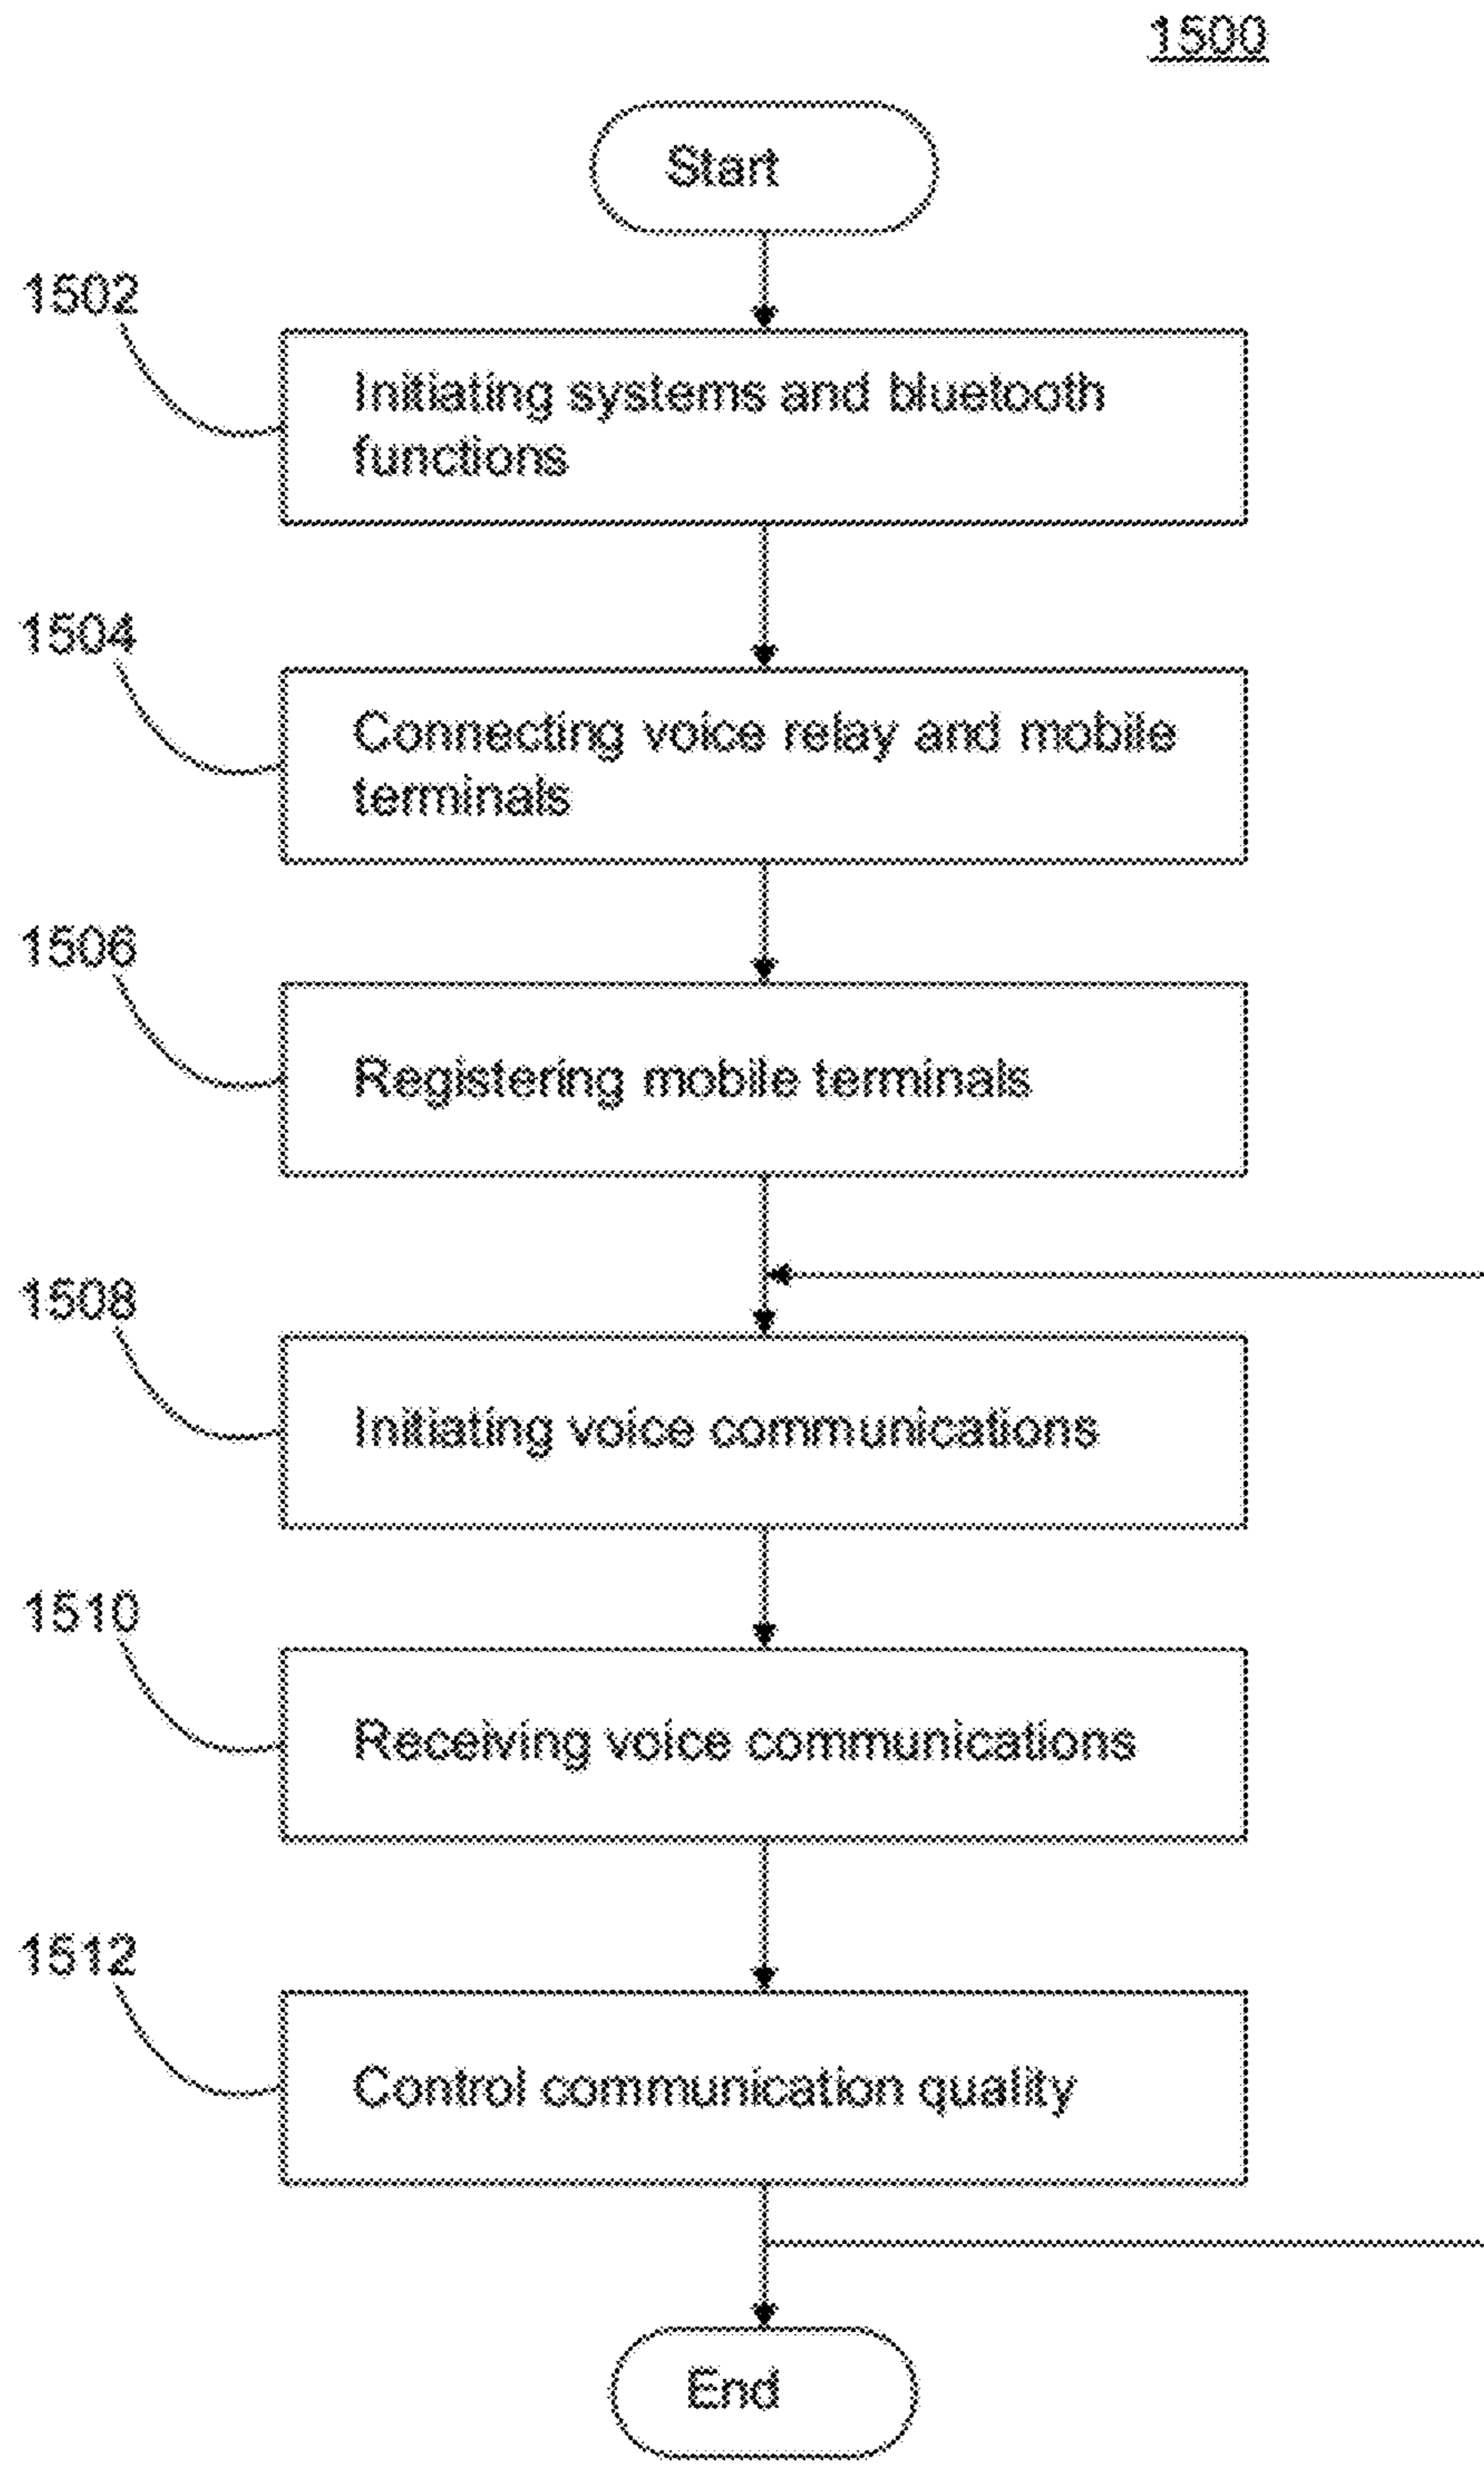 1500
Start
1502
Initiating systems and bluetooth
functions
1504
Connecting voice relay and mobile
terminals
1506
Registering mobile terminals
1508
Initiating voice communications
1510
Receiving voice communications
1512
Control communication quality
End